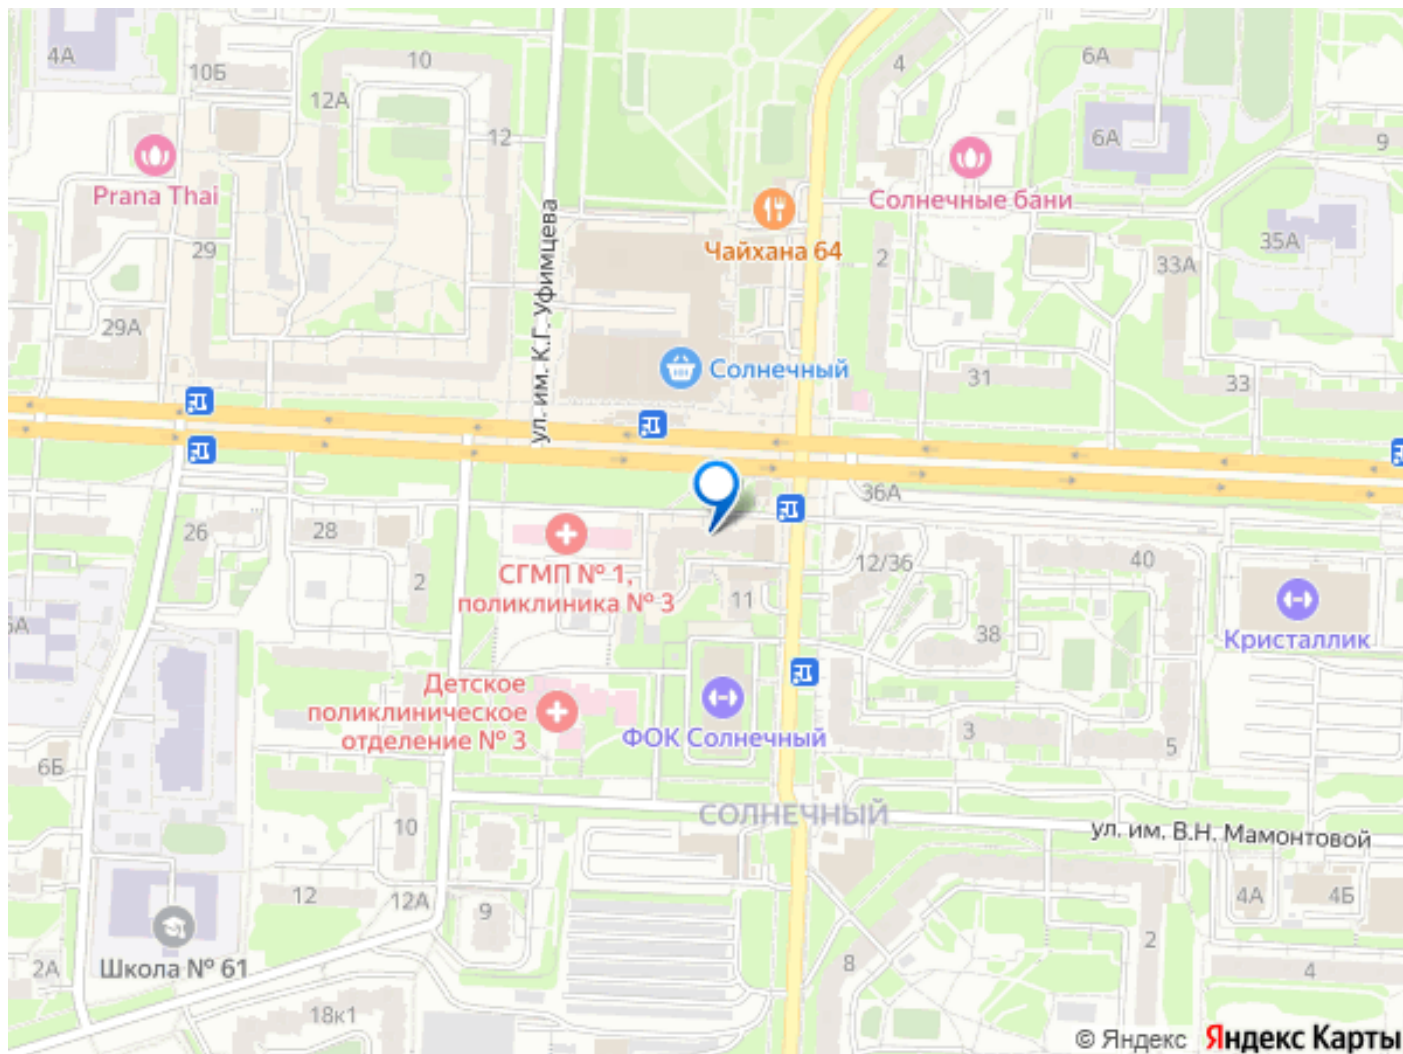 4А
10Б
10
12А
12
4
6А
6А
9
Prana Thai
Солнечные бани
29
ул. им. К.Г. Уфимцева
Чайхана 64
2
35А
33А
29А
Солнечный
31
33
36А
26
28
2
СГМП № 1,
поликлиника № 3
11
12/36
40
38
Кристаллик
Детское
поликлиническое
отделение № 3
ФОК Солнечный
3
5
6Б
СОЛНЕЧНЫЙ
10
ул. им. В.Н. Мамонтовой
12
12А
9
4А
4Б
2
8
2А
Школа № 61
4
18к1
© Яндекс
Яндекс Карты